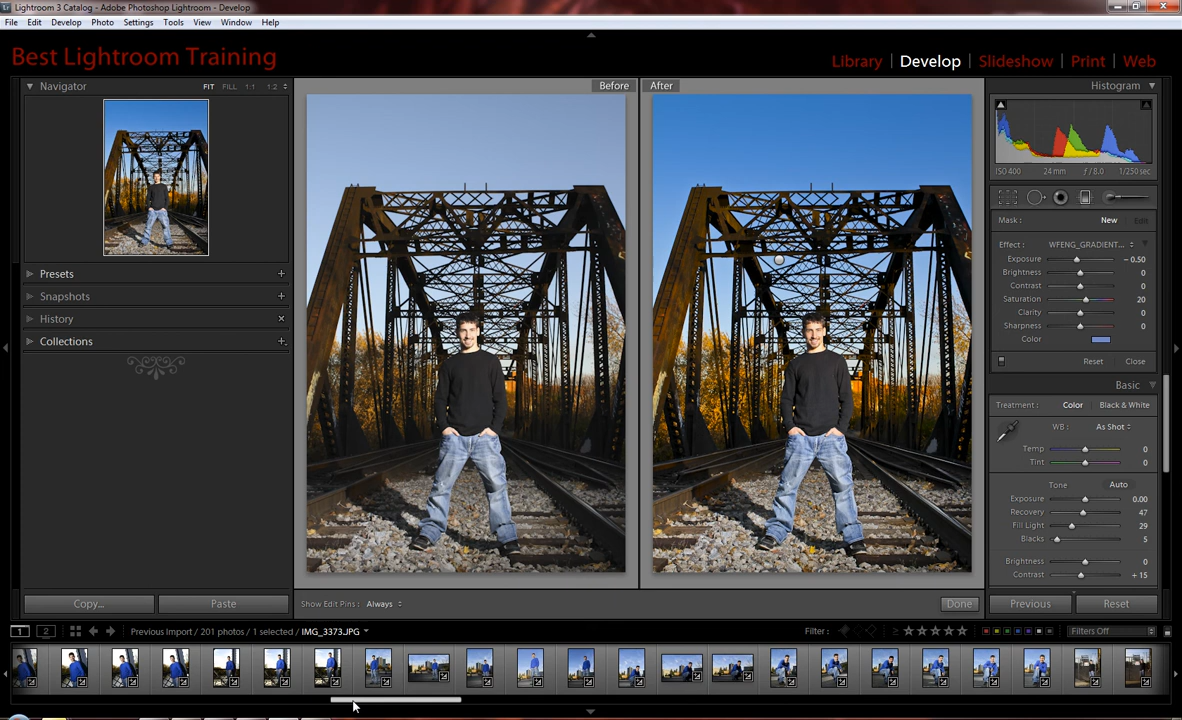 Lightroom 3 Catalog - Adobe Photoshop Lightroom - Develop
File Edit Develop Photo Settings Tools View Window Help
Best Lightroom Training
Library | Develop | Slideshow | Print | Web
Navigator FIT FILL 1:1 1:2
Before After
Histogram
ISO 400 24mm ƒ / 8.0 1/250 sec
Mask : New Edit
Effect : WFENG_GRADIENT...
Exposure − 0.50
Brightness 0
Contrast 0
Saturation 20
Clarity 0
Sharpness 0
Color
Reset Close
Presets
Snapshots
History
Collections
Basic
Treatment : Color Black & White
WB : As Shot
Temp 0
Tint 0
Tone Auto
Exposure 0.00
Recovery 47
Fill Light 29
Blacks 5
Brightness 0
Contrast + 15
Copy... Paste
Show Edit Pins : Always
Done
Previous Reset
1 2 Previous Import / 201 photos / 1 selected / IMG_3373.JPG
Filter : Filters Off